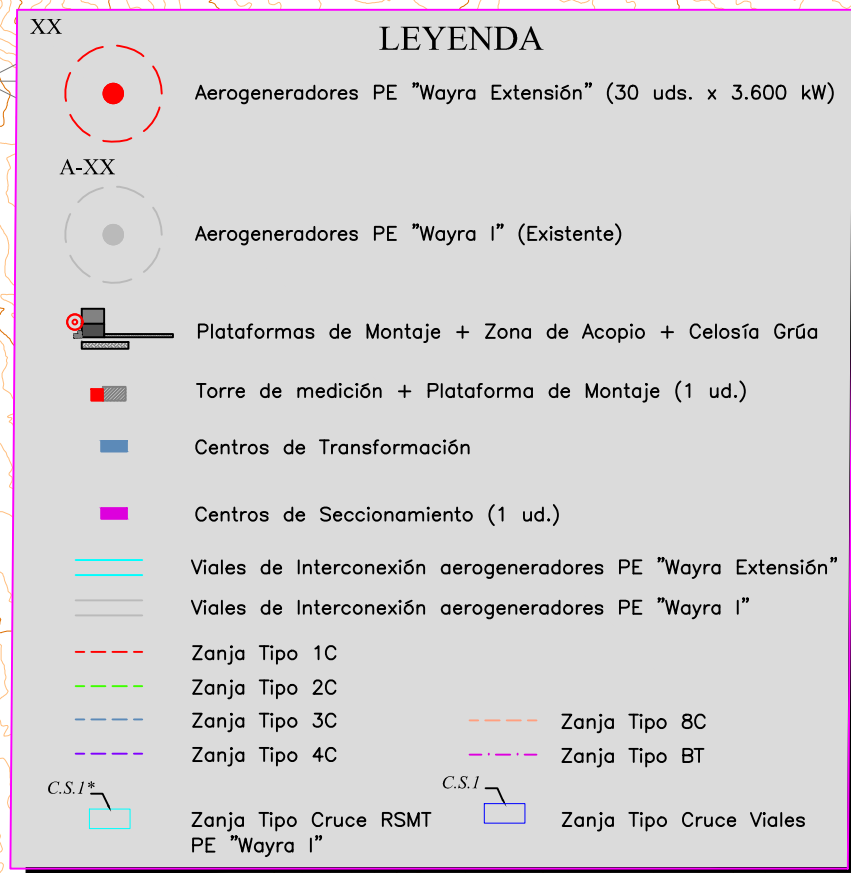 XX
LEYENDA
Aerogeneradores PE "Wayra Extensión" (30 uds. x 3.600 kW)
A-XX
Aerogeneradores PE "Wayra I" (Existente)
Plataformas de Montaje + Zona de Acopio + Celosía Grúa
Torre de medición + Plataforma de Montaje (1 ud.)
Centros de Transformación
Centros de Seccionamiento (1 ud.)
Viales de Interconexión aerogeneradores PE "Wayra Extensión"
Viales de Interconexión aerogeneradores PE "Wayra I"
Zanja Tipo 1C
Zanja Tipo 2C
Zanja Tipo 3C
Zanja Tipo 8C
Zanja Tipo 4C
Zanja Tipo BT
C.S.1*
Zanja Tipo Cruce RSMT
PE "Wayra I"
C.S.1
Zanja Tipo Cruce Viales